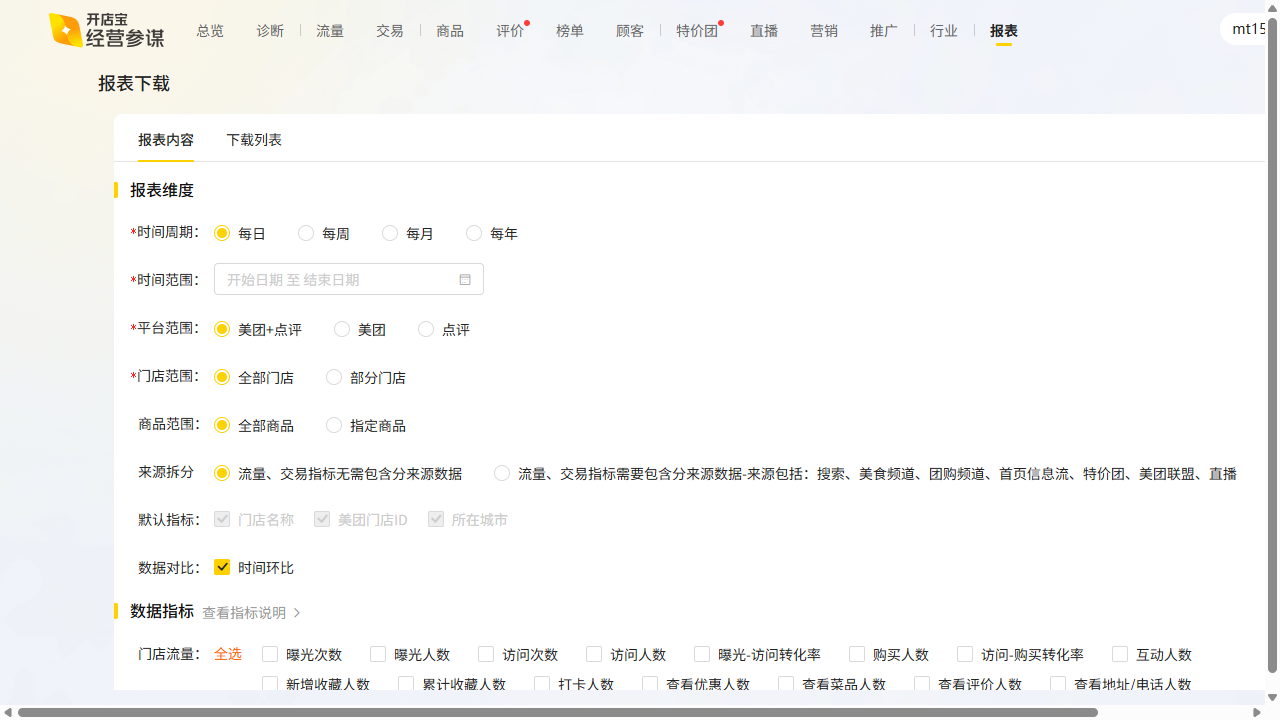 开店宝
经营参谋
总览 诊断 流量 交易 商品 评价 榜单 顾客 特价团 直播 营销 推广 行业 报表 mt15
报表下载
报表内容 下载列表
报表维度
*时间周期： 每日 每周 每月 每年
*时间范围： 开始日期 至 结束日期
*平台范围： 美团+点评 美团 点评
*门店范围： 全部门店 部分门店
商品范围： 全部商品 指定商品
来源拆分 流量、交易指标无需包含分来源数据 流量、交易指标需要包含分来源数据-来源包括：搜索、美食频道、团购频道、首页信息流、特价团、美团联盟、直播
默认指标： 门店名称 美团门店ID 所在城市
数据对比： 时间环比
数据指标 查看指标说明
门店流量： 全选 曝光次数 曝光人数 访问次数 访问人数 曝光-访问转化率 购买人数 访问-购买转化率 互动人数
新增收藏人数 累计收藏人数 打卡人数 查看优惠人数 查看菜品人数 查看评价人数 查看地址/电话人数